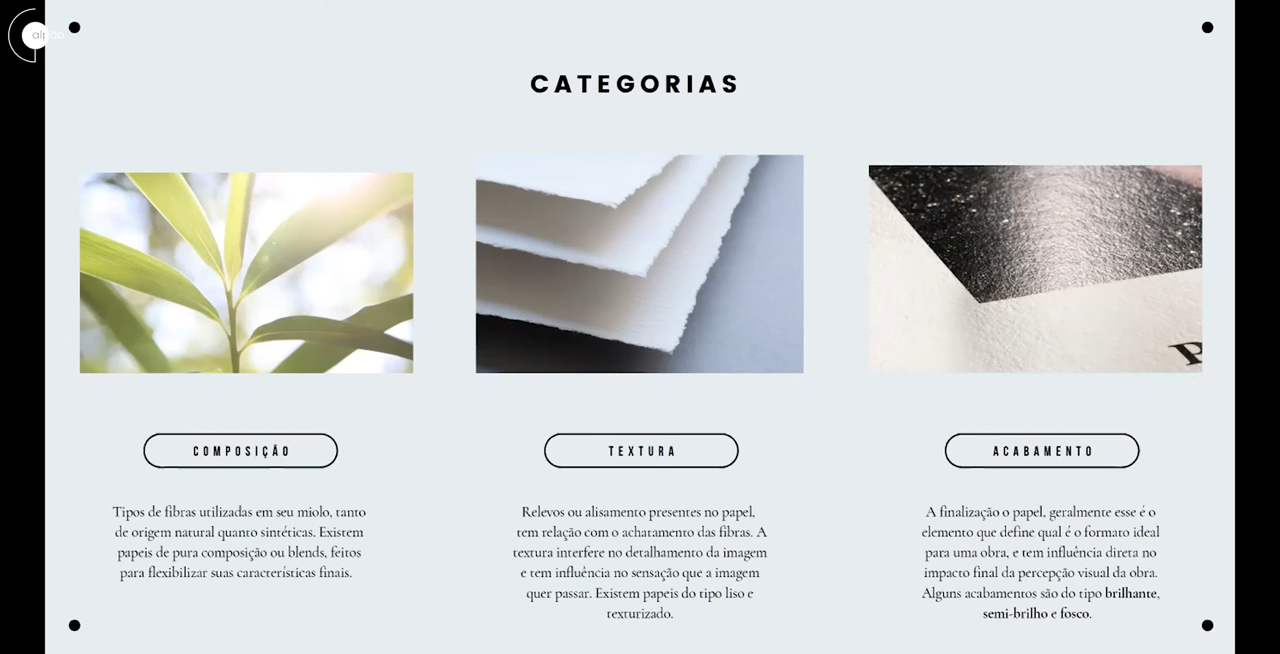 CATEGORIAS
P
COMPOSIÇÃO
Tipos de fibras utilizadas em seu miolo, tanto
de origem natural quanto sintéticas. Existem
papeis de pura composição ou blends, feitos
para flexibilizar suas características finais.
TEXTURA
Relevos ou alisamento presentes no papel,
tem relação com o achatamento das fibras. A
textura interfere no detalhamento da imagem
e tem influência no sensação que a imagem
quer passar. Existem papeis do tipo liso e
texturizado.
ACABAMENTO
A finalização o papel, geralmente esse é o
elemento que define qual é o formato ideal
para uma obra, e tem influência direta no
impacto final da percepção visual da obra.
Alguns acabamentos são do tipo brilhante,
semi-brilho e fosco.